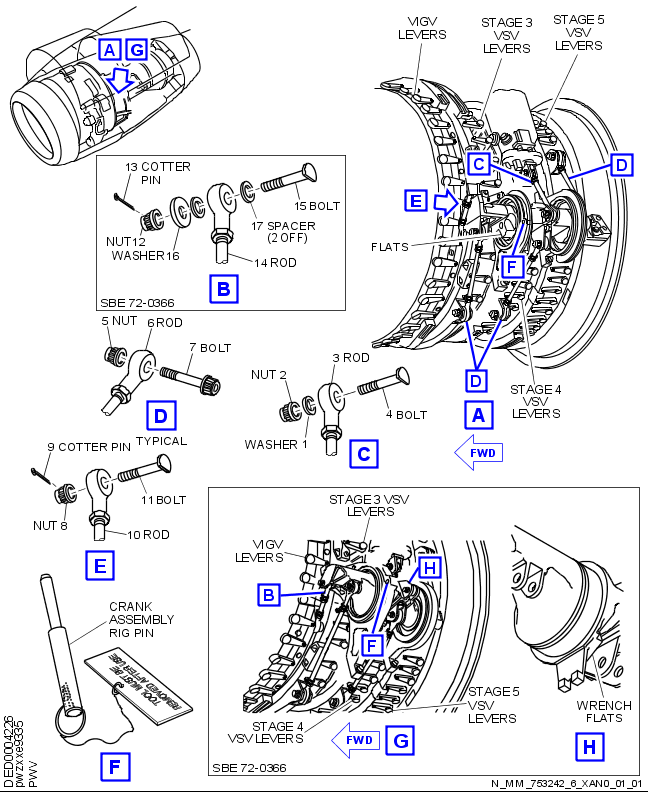 VIGV
LEVERS
STAGE 3
VSV
LEVERS
STAGE 5
VSV
LEVERS
A
G
C
D
E
FLATS
F
D
STAGE 4
VSV
LEVERS
A
FWD
13 COTTER
PIN
15 BOLT
17 SPACER
(2 OFF)
NUT 12
WASHER 16
14 ROD
B
SBE 72-0366
5 NUT
6 ROD
7 BOLT
D
TYPICAL
3 ROD
NUT 2
4 BOLT
WASHER 1
C
9 COTTER PIN
11 BOLT
NUT 8
10 ROD
E
CRANK
ASSEMBLY
RIG PIN
TOOL MUST BE
REMOVED AFTER USE
F
STAGE 3 VSV
LEVERS
VIGV
LEVERS
H
B
F
STAGE 5
VSV
LEVERS
STAGE 4
VSV LEVERS
FWD
G
WRENCH
FLATS
H
SBE 72-0366
DED0004226
pwzxxe9335
PWV
N_MM_753242_6_XAN0_01_01